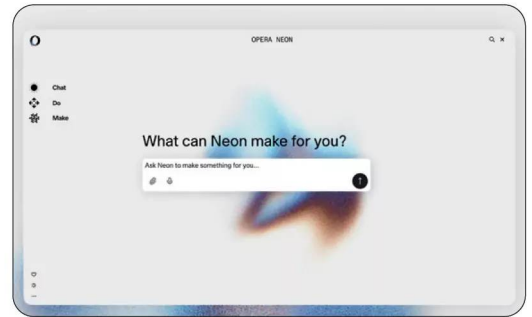 OPERA NEON
Chat
Do
Make
What can Neon make for you?
Ask Neon to make something for you...